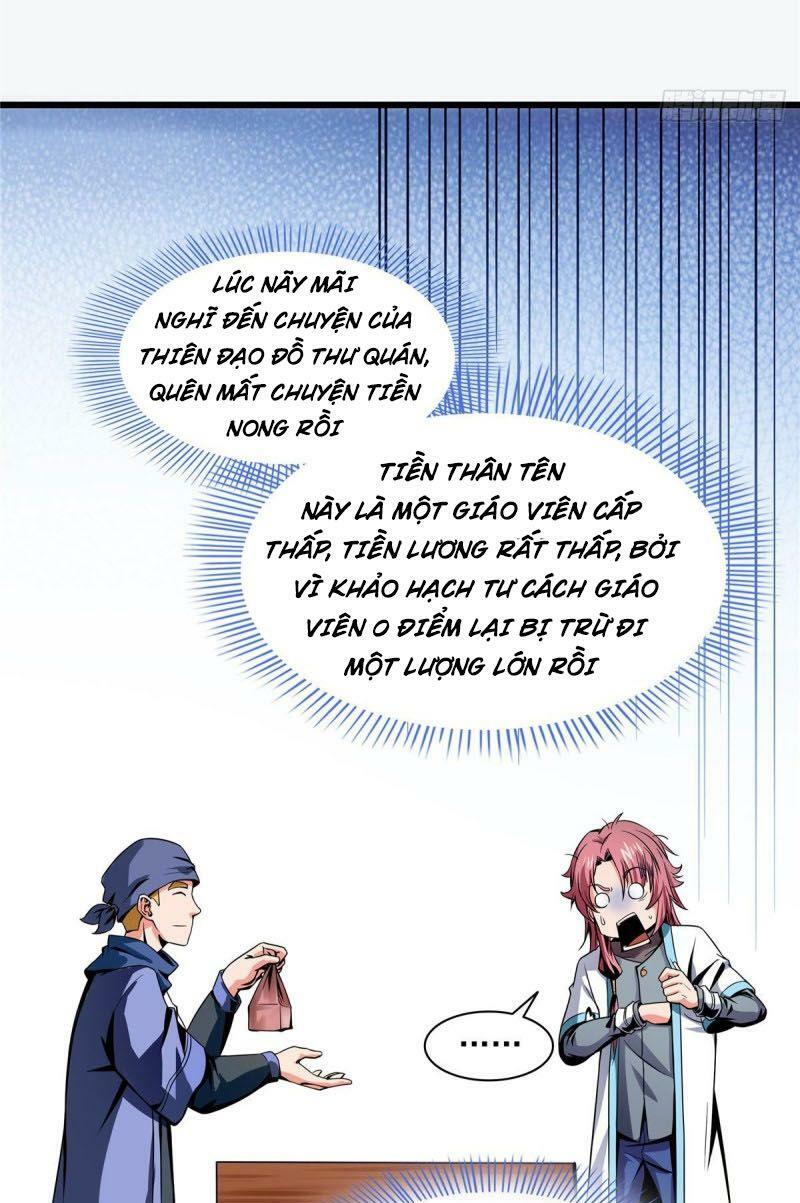 LÚC NÃY MÃI
NGHĨ ĐẾN CHUYỆN CỦA
THIÊN ĐẠO ĐỒ THƯ QUÁN,
QUÊN MẤT CHUYỆN TIỀN
NONG RỒI
TIỀN THÂN TÊN
NÀY LÀ MỘT GIÁO VIÊN CẤP
THẤP, TIỀN LƯƠNG RẤT THẤP, BỞI
VÌ KHẢO HẠCH TƯ CÁCH GIÁO
VIÊN 0 ĐIỂM LẠI BỊ TRỪ ĐI
MỘT LƯỢNG LỚN RỒI
......